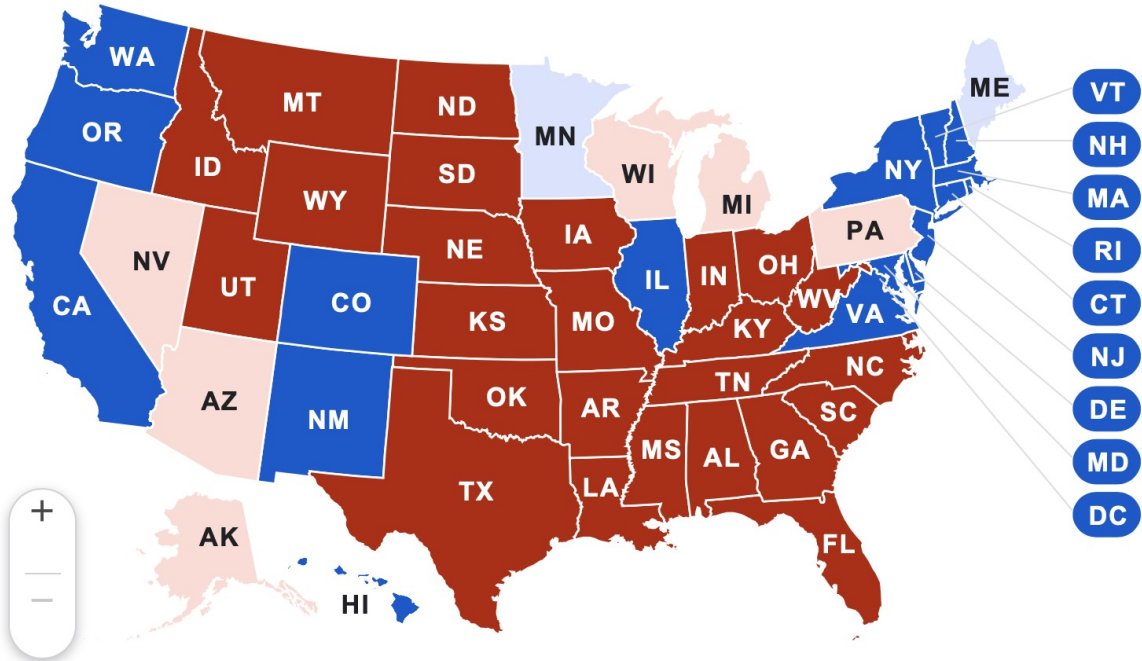 WA
OR
CA
NV
ID
MT
WY
UT
AZ
CO
NM
ND
SD
NE
KS
OK
TX
MN
IA
MO
AR
LA
WI
IL
MI
IN
OH
KY
TN
MS
AL
GA
FL
SC
NC
WV
VA
PA
NY
ME
AK
HI
VT
NH
MA
RI
CT
NJ
DE
MD
DC
+
−